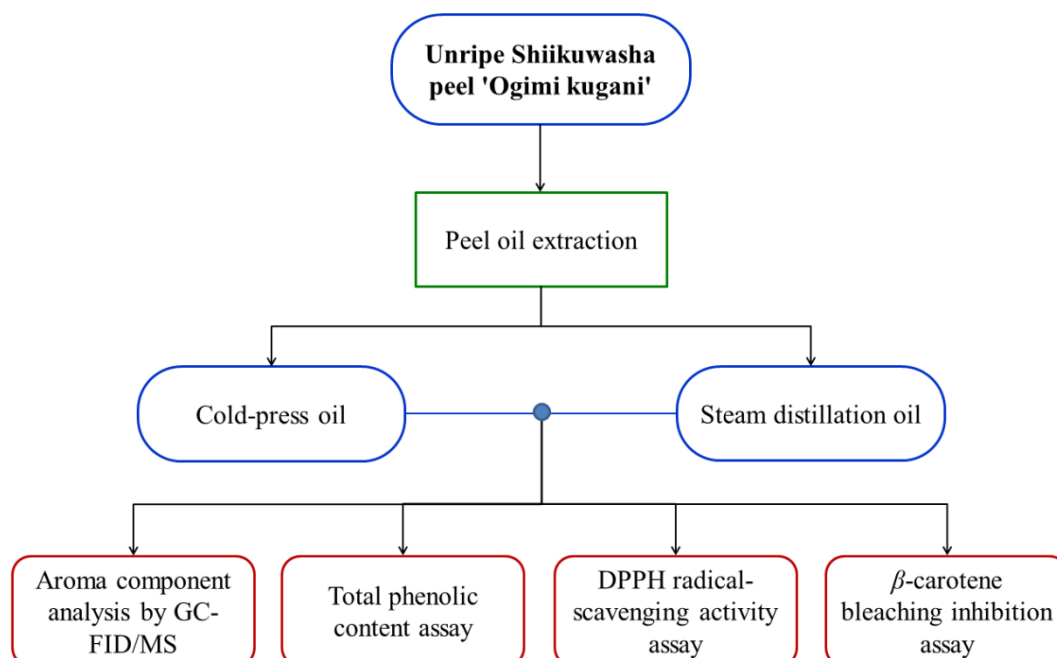 Unripe Shiikuwasha
peel 'Ogimi kugani'
Peel oil extraction
Cold-press oil
Steam distillation oil
Aroma component
analysis by GC-
FID/MS
Total phenolic
content assay
DPPH radical-
scavenging activity
assay
β-carotene
bleaching inhibition
assay